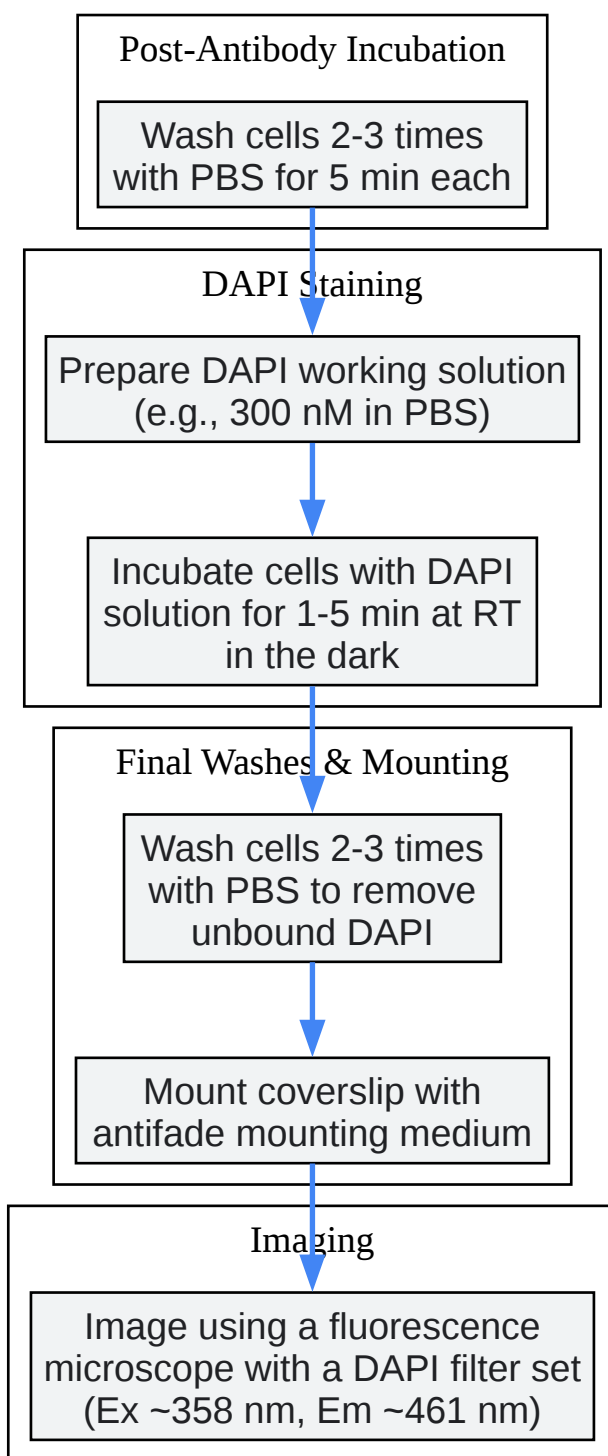 Post-Antibody Incubation
Wash cells 2-3 times
with PBS for 5 min each
DAPI Staining
Prepare DAPI working solution
(e.g., 300 nM in PBS)
Incubate cells with DAPI
solution for 1-5 min at RT
in the dark
Final Washes & Mounting
Wash cells 2-3 times
with PBS to remove
unbound DAPI
Mount coverslip with
antifade mounting medium
Imaging
Image using a fluorescence
microscope with a DAPI filter set
(Ex ~358 nm, Em ~461 nm)